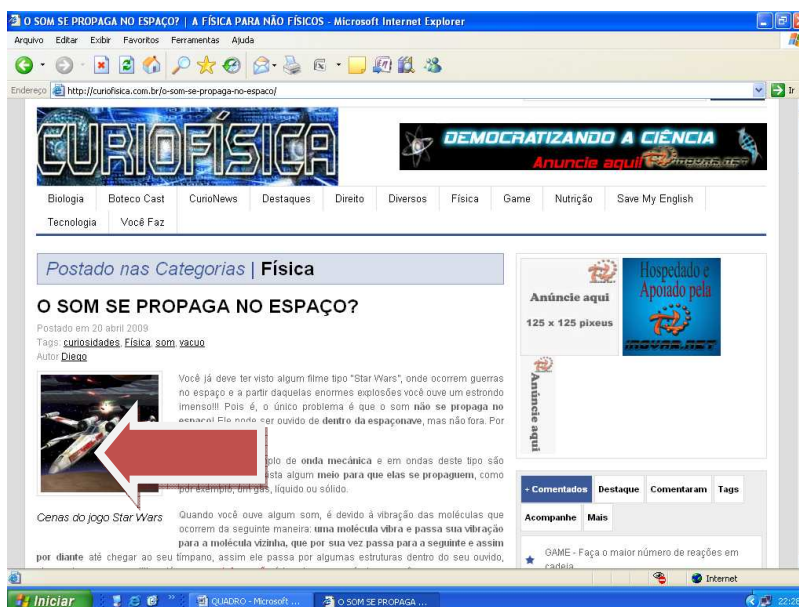 O SOM SE PROPAGA NO ESPAÇO? | A FÍSICA PARA NÃO FÍSICOS - Microsoft Internet Explorer
Arquivo Editar Exibir Favoritos Ferramentas Ajuda
Endereço http://curiofisica.com.br/o-som-se-propaga-no-espaco/ Ir
CURIOFÍSICA
DEMOCRATIZANDO A CIÊNCIA
Anuncie aqui!
Biologia Boteco Cast CurioNews Destaques Direito Diversos Física Game Nutrição Save My English
Tecnologia Você Faz
Postado nas Categorias | Física
O SOM SE PROPAGA NO ESPAÇO?
Postado em 20 abril 2009
Tags: curiosidades, Física, som, vacuo
Autor Diego
Você já deve ter visto algum filme tipo "Star Wars", onde ocorrem guerras
no espaço e a partir daquelas enormes explosões você ouve um estrondo
imenso!!! Pois é, o único problema é que o som não se propaga no
espaço! Ele pode ser ouvido de dentro da espaçonave, mas não fora. Por
de onda mecânica e em ondas deste tipo são
algum meio para que elas se propaguem, como
por exemplo, um gás, líquido ou sólido.
Cenas do jogo Star Wars
Quando você ouve algum som, é devido à vibração das moléculas que
ocorrem da seguinte maneira: uma molécula vibra e passa sua vibração
para a molécula vizinha, que por sua vez passa para a seguinte e assim
por diante até chegar ao seu tímpano, assim ele passa por algumas estruturas dentro do seu ouvido,
Anúncie aqui
125 x 125 pixeus
Hospedado e
Apoiado pela
INOVAR.NET
Anúncie aqui
+ Comentados Destaque Comentaram Tags
Acompanhe Mais
GAME - Faça o maior número de reações em
cadeia
Internet
Iniciar QUADRO - Microsoft ... O SOM SE PROPAGA ... 22:28